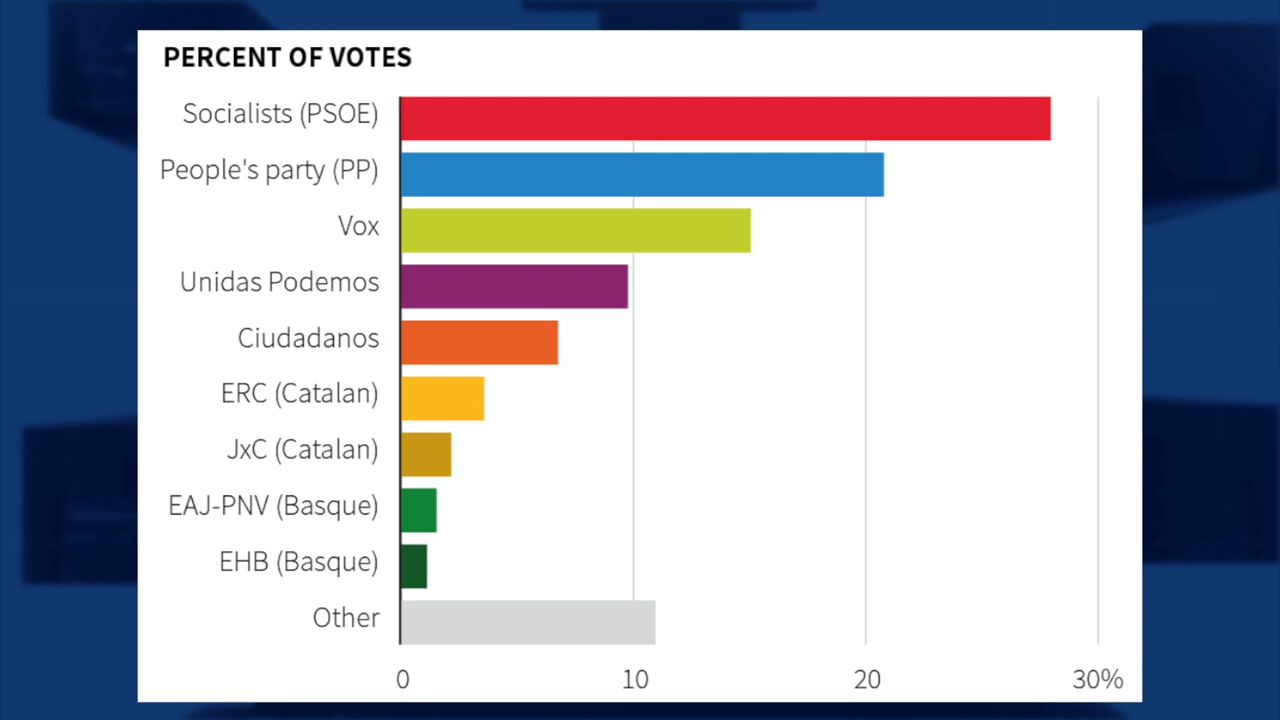 PERCENT OF VOTES
Socialists (PSOE)
People's party (PP)
Vox
Unidas Podemos
Ciudadanos
ERC (Catalan)
JxC (Catalan)
EAJ-PNV (Basque)
EHB (Basque)
Other
0 10 20 30%